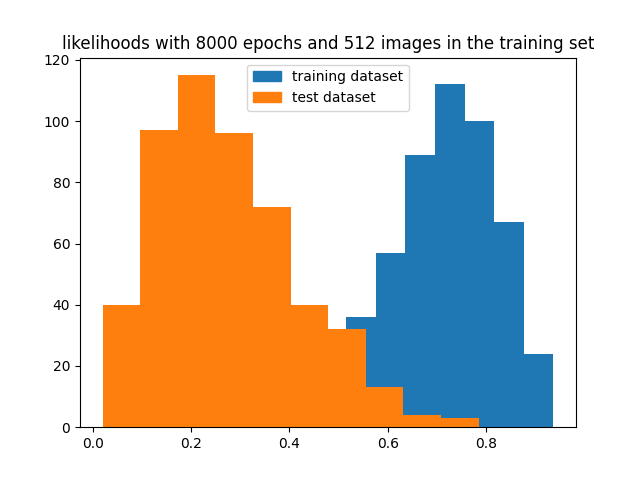 likelihoods with 8000 epochs and 512 images in the training set
training dataset
test dataset
120
100
80
60
40
20
0
0.0 0.2 0.4 0.6 0.8